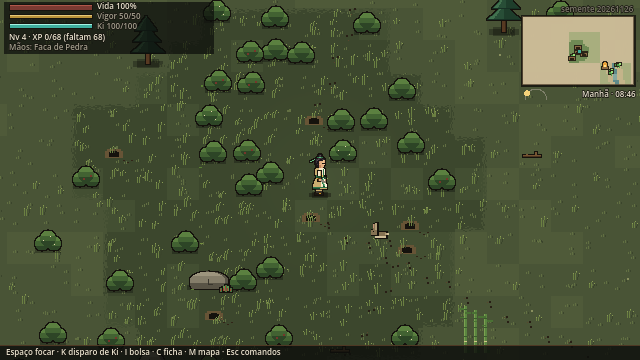 Vida 100%
Vigor 50/50
Ki 100/100
Nv 4 · XP 0/68 (faltam 68)
Mãos: Faca de Pedra
semente 20261126
Manhã · 08:46
Espaço focar · K disparo de Ki · I bolsa · C ficha · M mapa · Esc comandos